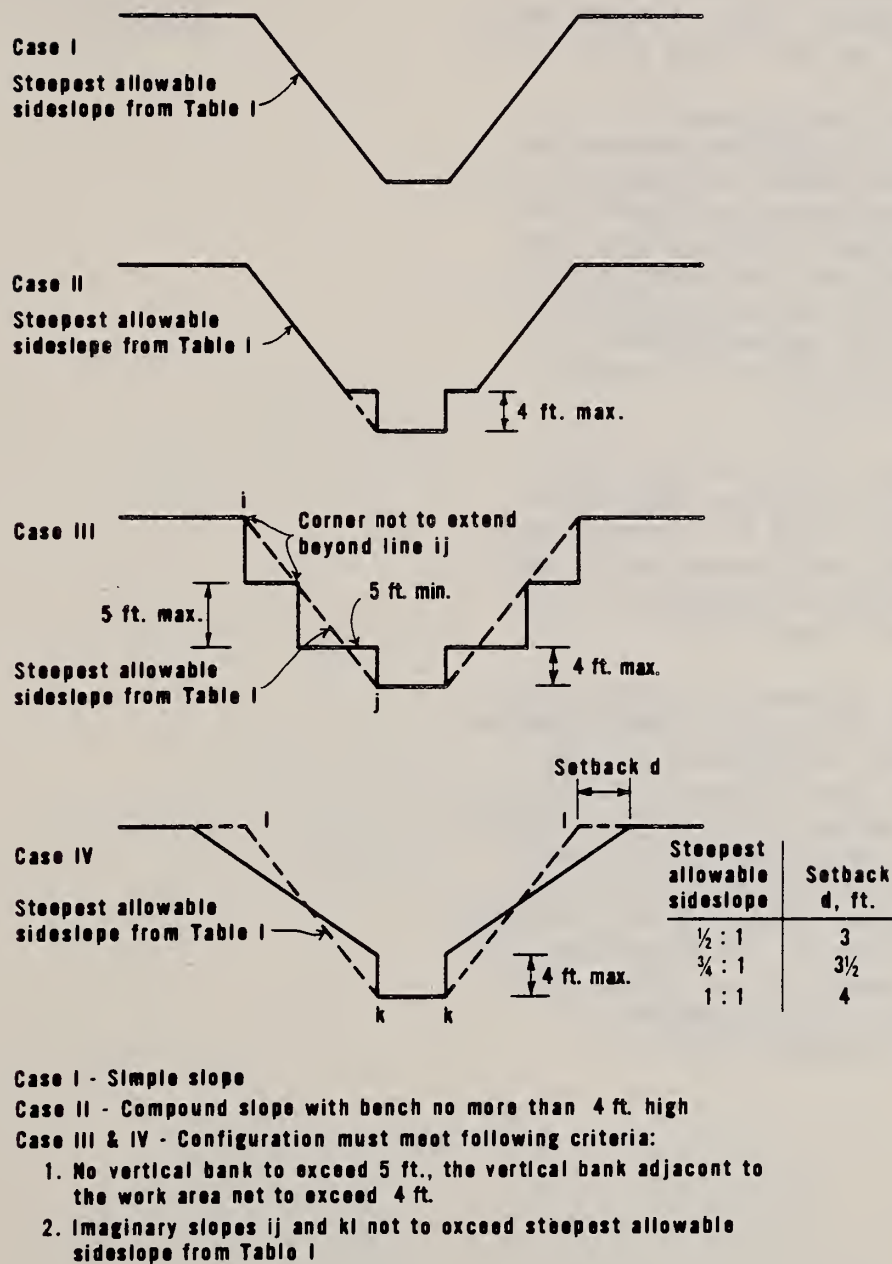 Case I
Steepest allowable
sideslope from Table I
Case II
Steepest allowable
sideslope from Table I
4 ft. max.
i
Case III
Corner not to extend
beyond line ij
5 ft. min.
5 ft. max.
Steepest allowable
sideslope from Table I
4 ft. max.
j
Setback d
l
l
Case IV
Steepest allowable
sideslope from Table I
4 ft. max.
k
k
Steepest allowable sideslope | Setback d, ft.
½ : 1 3
¾ : 1 3½
1 : 1 4
Case I - Simple slope
Case II - Compound slope with bench no more than 4 ft. high
Case III & IV - Configuration must meet following criteria:
1. No vertical bank to exceed 5 ft., the vertical bank adjacent to
the work area not to exceed 4 ft.
2. Imaginary slopes ij and kl not to exceed steepest allowable
sideslope from Table I